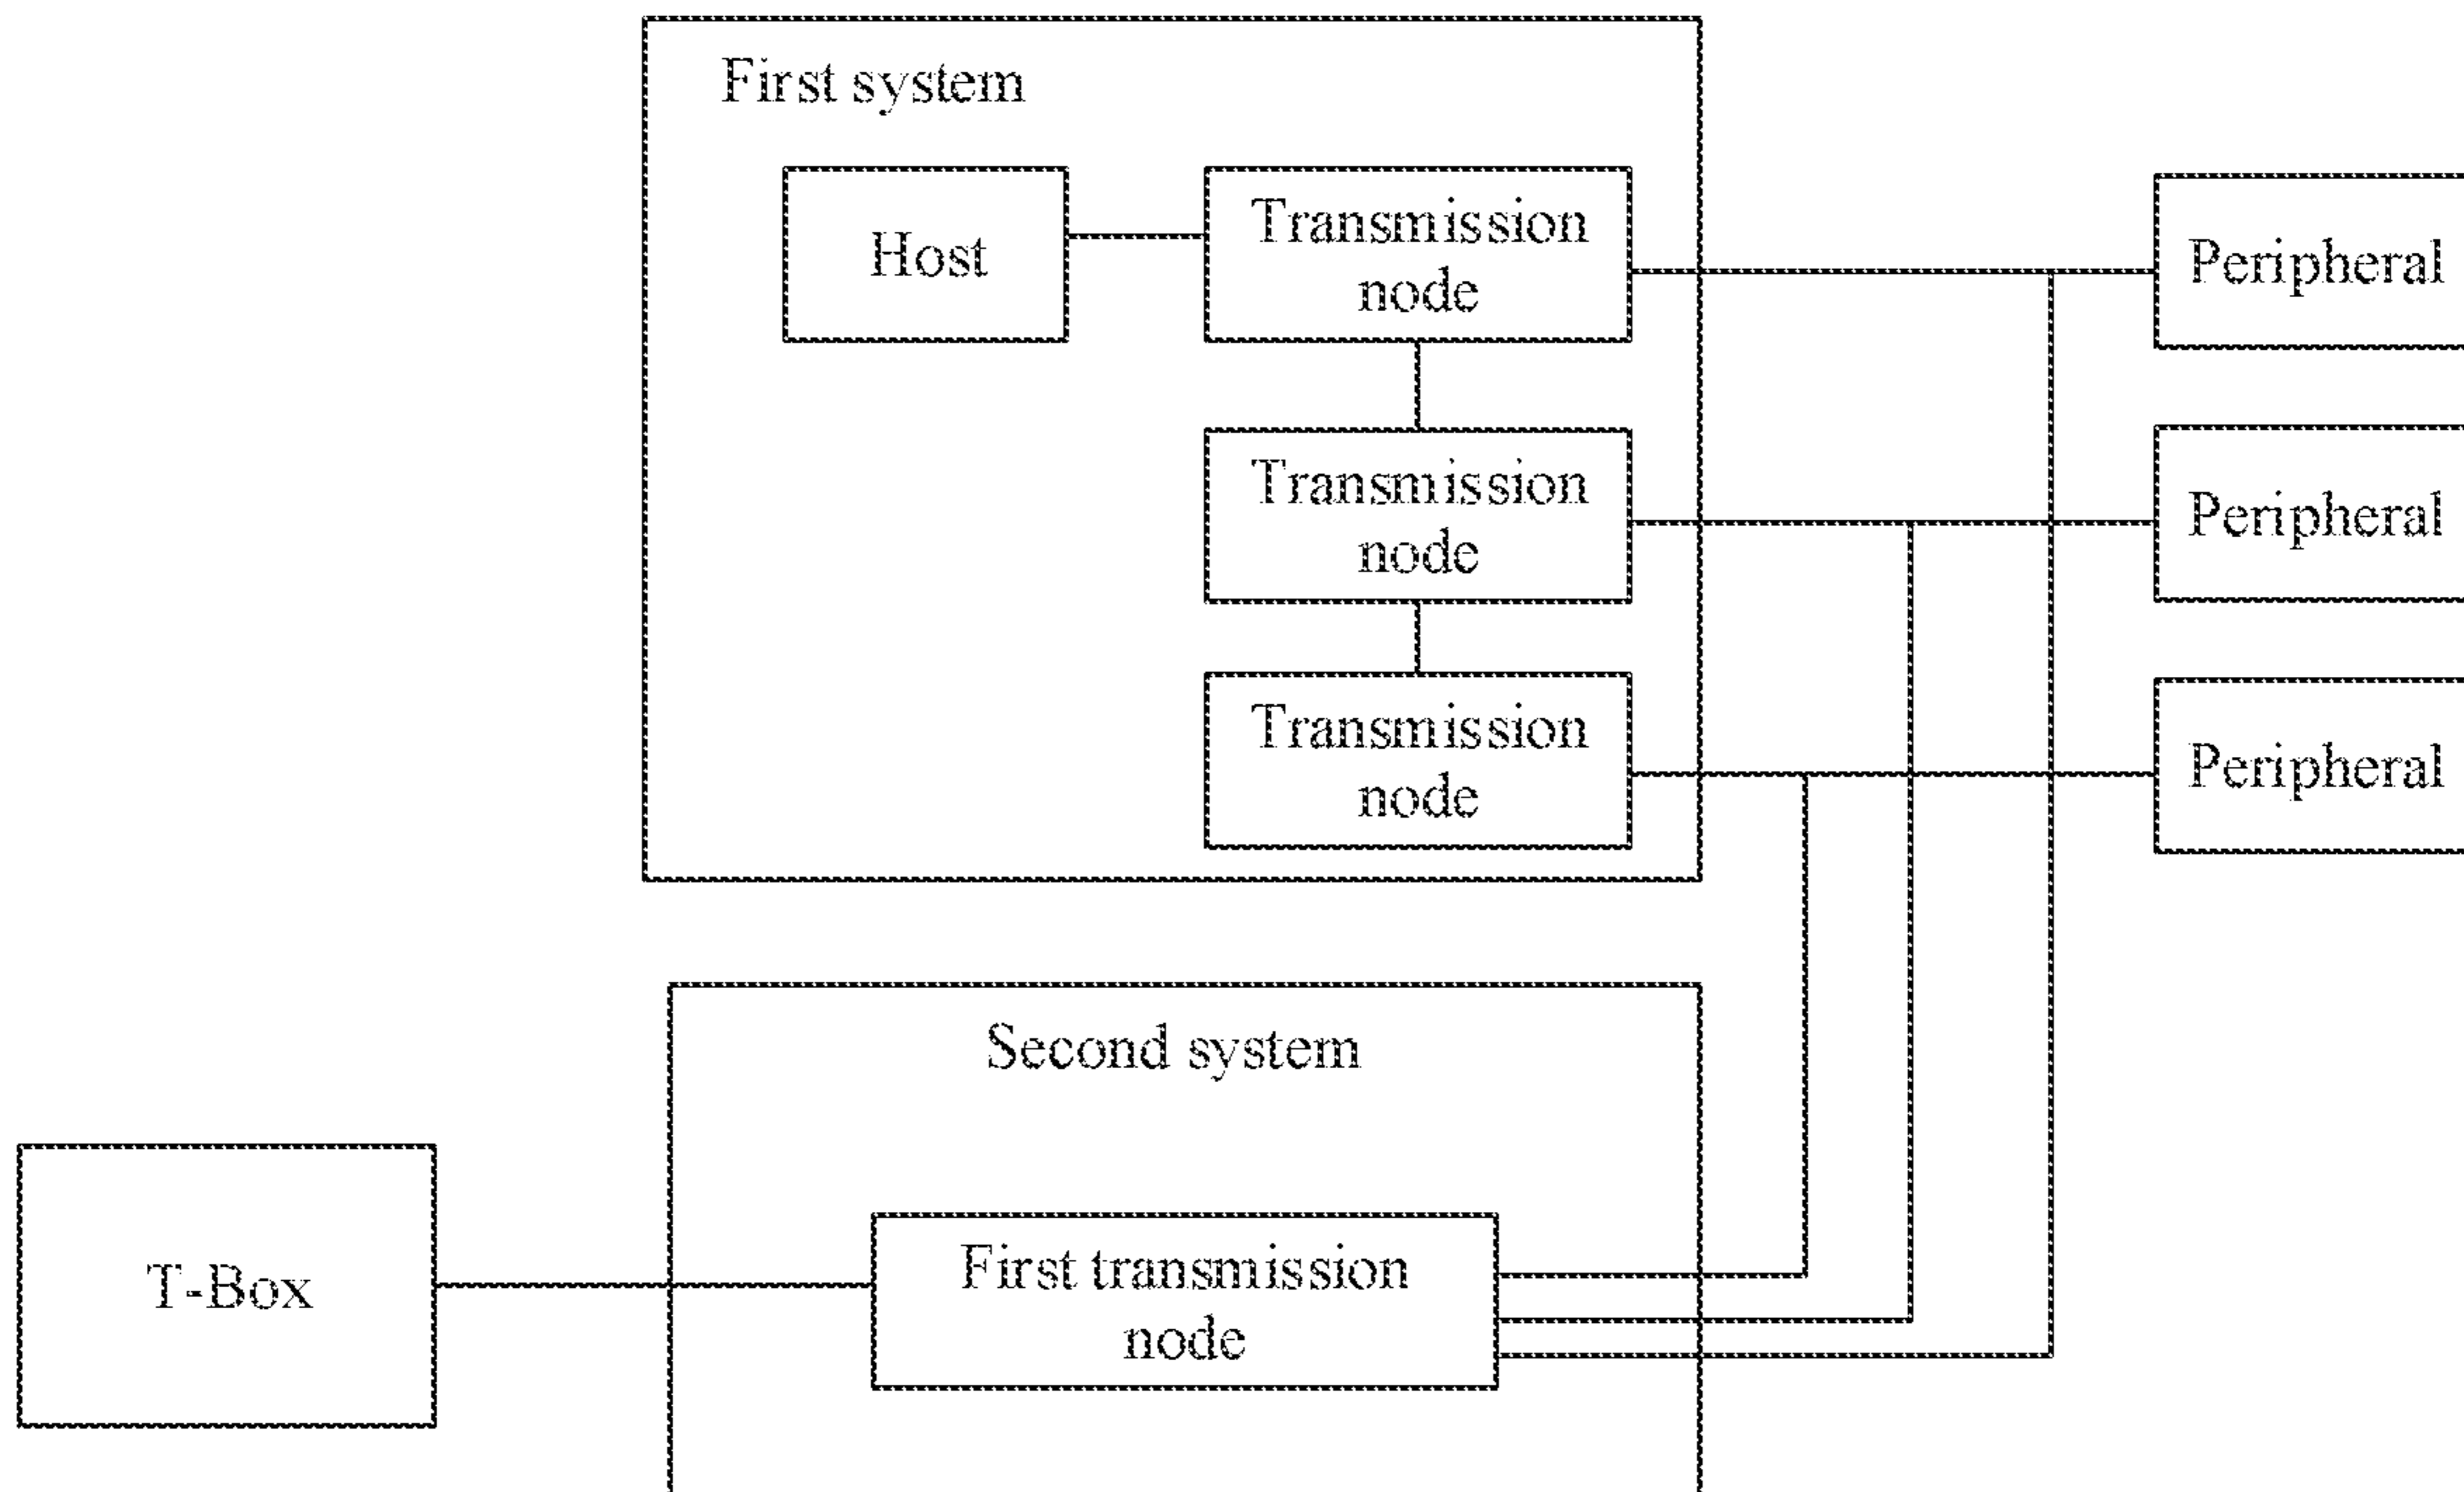 First system
Host
Transmission
node
Peripheral
Transmission
node
Peripheral
Transmission
node
Peripheral
Second system
T-Box
First transmission
node